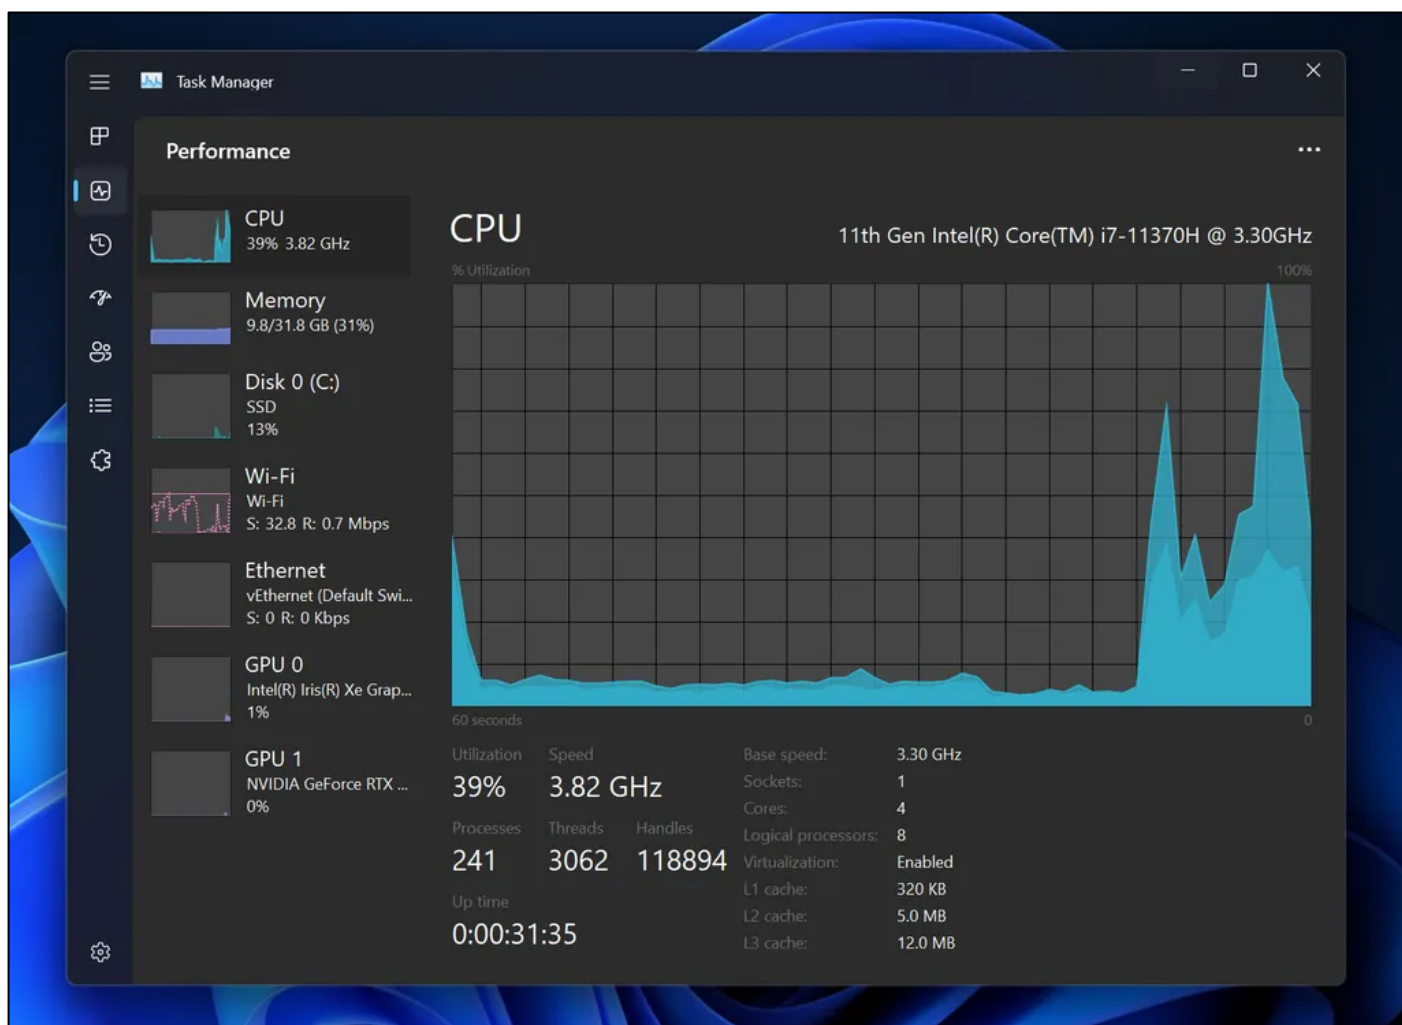 Task Manager
Performance
CPU
39% 3.82 GHz
Memory
9.8/31.8 GB (31%)
Disk 0 (C:)
SSD
13%
Wi-Fi
Wi-Fi
S: 32.8 R: 0.7 Mbps
Ethernet
vEthernet (Default Swi...
S: 0 R: 0 Kbps
GPU 0
Intel(R) Iris(R) Xe Grap...
1%
GPU 1
NVIDIA GeForce RTX ...
0%
CPU
11th Gen Intel(R) Core(TM) i7-11370H @ 3.30GHz
% Utilization 100%
60 seconds 0
Utilization Speed
39% 3.82 GHz
Processes Threads Handles
241 3062 118894
Up time
0:00:31:35
Base speed: 3.30 GHz
Sockets: 1
Cores: 4
Logical processors: 8
Virtualization: Enabled
L1 cache: 320 KB
L2 cache: 5.0 MB
L3 cache: 12.0 MB